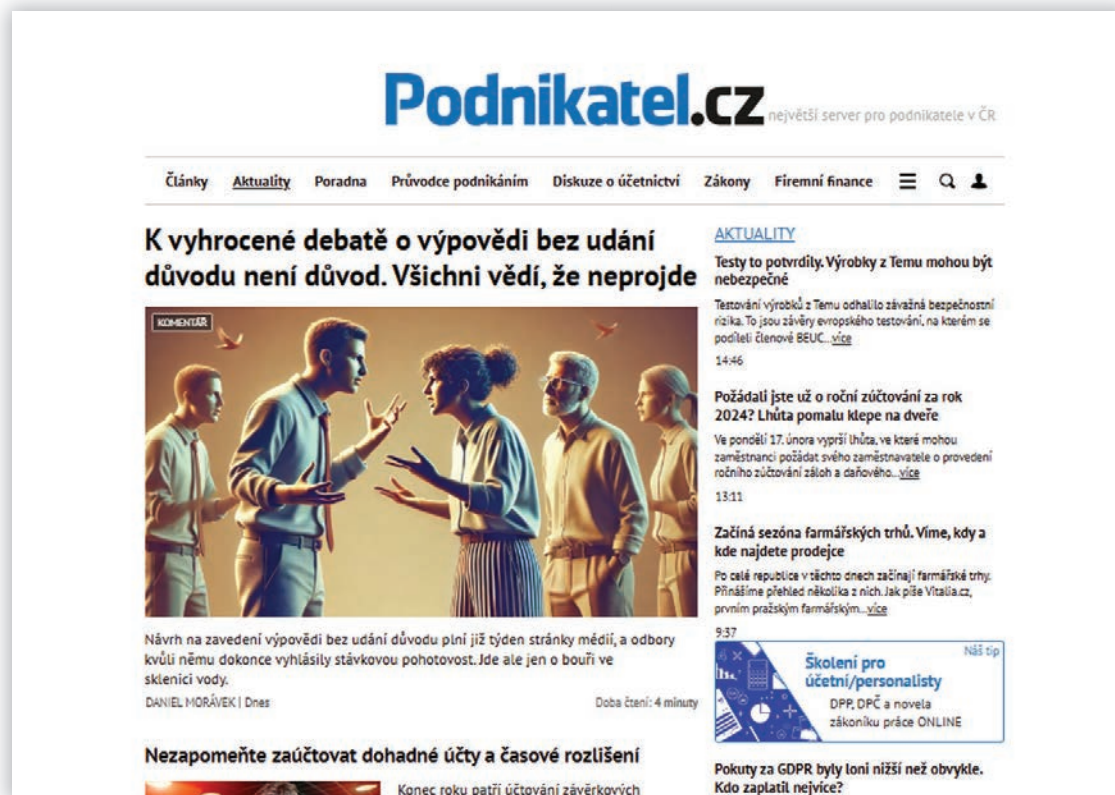 Podnikatel.cz největší server pro podnikatele v ČR
Články Aktuality Poradna Průvodce podnikáním Diskuze o účetnictví Zákony Firemní finance
K vyhrocené debatě o výpovědi bez udání
důvodu není důvod. Všichni vědí, že neprojde
KOMENTÁŘ
Návrh na zavedení výpovědi bez udání důvodu plní již týden stránky médií, a odbory
kvůli němu dokonce vyhlásily stávkovou pohotovost. Jde ale jen o bouři ve
sklenici vody.
DANIEL MORÁVEK | Dnes
Doba čtení: 4 minuty
Nezapomeňte zaúčtovat dohadné účty a časové rozlišení
Konec roku patří účtování závěrkových
AKTUALITY
Testy to potvrdily. Výrobky z Temu mohou být
nebezpečné
Testování výrobků z Temu odhalilo závažná bezpečnostní
rizika. To jsou závěry evropského testování, na kterém se
podíleli členové BEUC...více
14:46
Požádali jste už o roční zúčtování za rok
2024? Lhůta pomalu klepe na dveře
Ve pondělí 17. února vyprší lhůta, ve které mohou
zaměstnanci požádat svého zaměstnavatele o provedení
ročního zúčtování záloh a daňového...více
13:11
Začíná sezóna farmářských trhů. Víme, kdy a
kde najdete prodejce
Po celé republice v těchto dnech začínají farmářské trhy.
Přinášíme přehled několika z nich. Jak píše Vitalia.cz,
prvním pražským farmářským...více
9:37
Náš tip
Školení pro
účetní/personalisty
DPP, DPČ a novela
zákoníku práce ONLINE
Pokuty za GDPR byly loni nižší než obvykle.
Kdo zaplatil nejvíce?